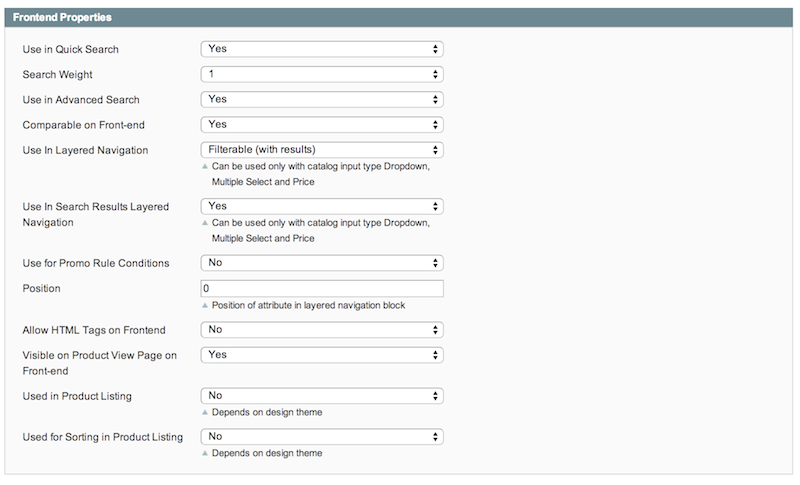 Frontend Properties
Use in Quick Search Yes
Search Weight 1
Use in Advanced Search Yes
Comparable on Front-end Yes
Use In Layered Navigation Filterable (with results)
Can be used only with catalog input type Dropdown,
Multiple Select and Price
Use In Search Results Layered Yes
Navigation Can be used only with catalog input type Dropdown,
Multiple Select and Price
Use for Promo Rule Conditions No
Position 0
Position of attribute in layered navigation block
Allow HTML Tags on Frontend No
Visible on Product View Page on Yes
Front-end
Used in Product Listing No
Depends on design theme
Used for Sorting in Product Listing No
Depends on design theme